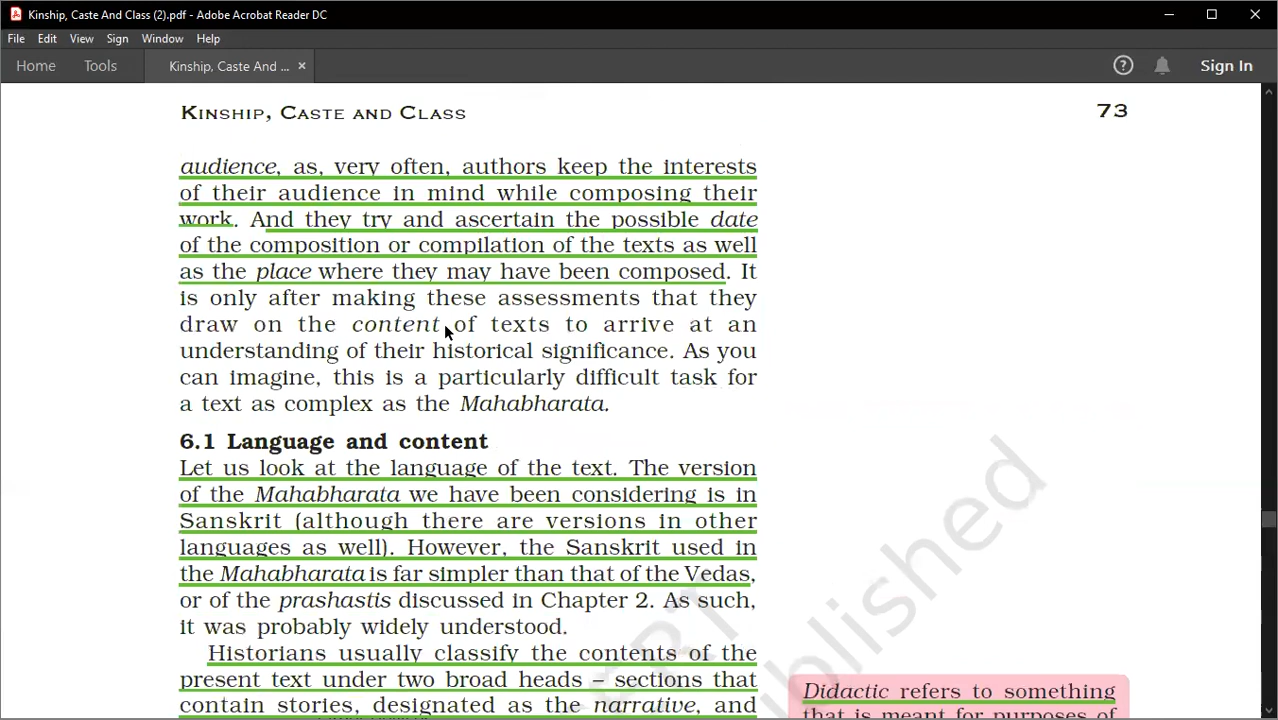 Kinship, Caste And Class (2).pdf - Adobe Acrobat Reader DC
File Edit View Sign Window Help
Home Tools Kinship, Caste And ... × Sign In
KINSHIP, CASTE AND CLASS 73
audience, as, very often, authors keep the interests
of their audience in mind while composing their
work. And they try and ascertain the possible date
of the composition or compilation of the texts as well
as the place where they may have been composed. It
is only after making these assessments that they
draw on the content of texts to arrive at an
understanding of their historical significance. As you
can imagine, this is a particularly difficult task for
a text as complex as the Mahabharata.
6.1 Language and content
Let us look at the language of the text. The version
of the Mahabharata we have been considering is in
Sanskrit (although there are versions in other
languages as well). However, the Sanskrit used in
the Mahabharata is far simpler than that of the Vedas,
or of the prashastis discussed in Chapter 2. As such,
it was probably widely understood.
Historians usually classify the contents of the
present text under two broad heads – sections that
contain stories, designated as the narrative, and
Didactic refers to something
that is meant for purposes of